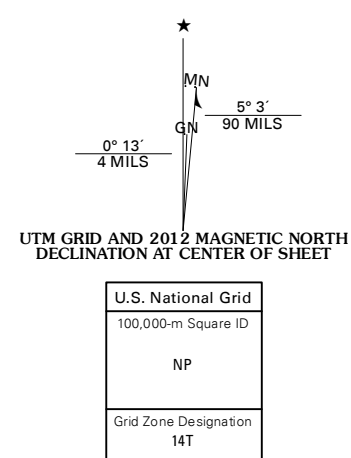 ★
MN
GN
5° 3´
90 MILS
0° 13´
4 MILS
UTM GRID AND 2012 MAGNETIC NORTH
DECLINATION AT CENTER OF SHEET
U.S. National Grid
100,000-m Square ID
NP
Grid Zone Designation
14T